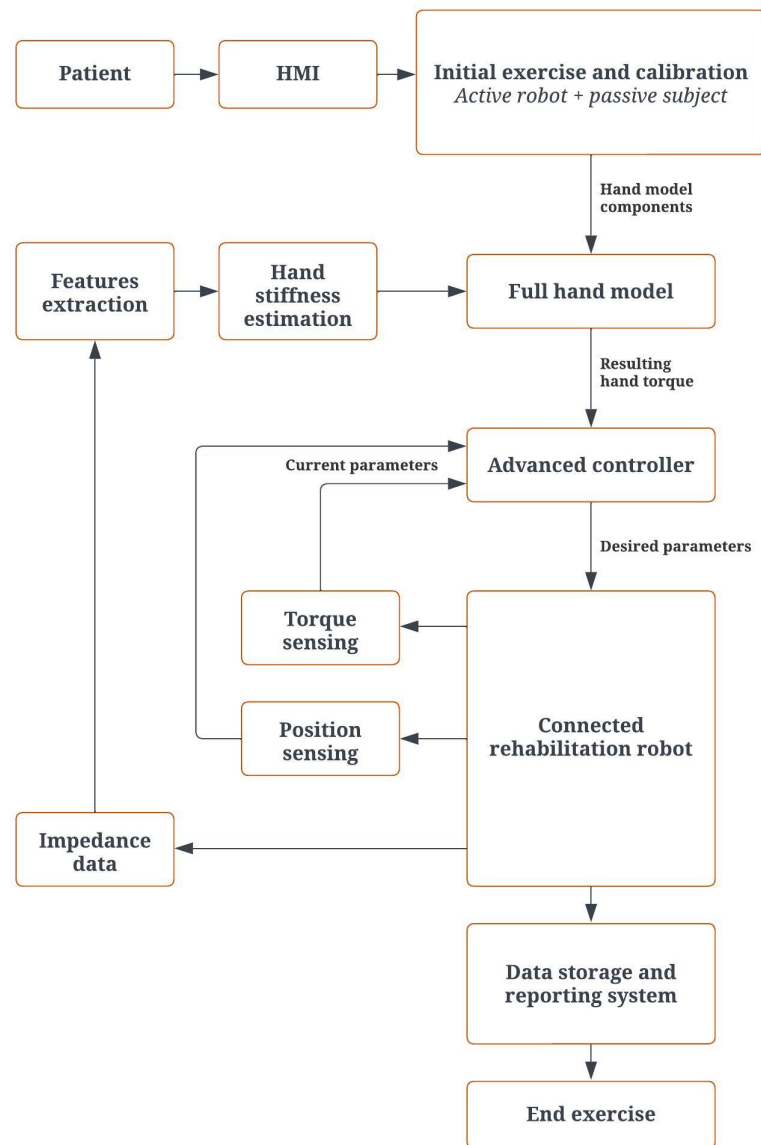 Patient
HMI
Initial exercise and calibration
Active robot + passive subject
Hand model
components
Features
extraction
Hand
stiffness
estimation
Full hand model
Resulting
hand torque
Current parameters
Advanced controller
Desired parameters
Torque
sensing
Position
sensing
Connected
rehabilitation robot
Impedance
data
Data storage and
reporting system
End exercise